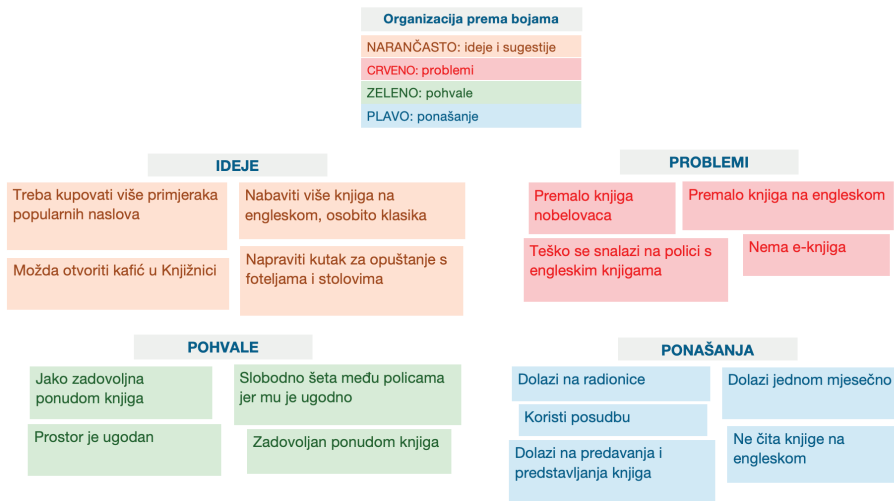 Organizacija prema bojama
NARANČASTO: ideje i sugestije
CRVENO: problemi
ZELENO: pohvale
PLAVO: ponašanje
IDEJE
Treba kupovati više primjeraka
popularnih naslova
Nabaviti više knjiga na
engleskom, osobito klasika
Možda otvoriti kafić u Knjižnici
Napraviti kutak za opuštanje s
foteljama i stolovima
PROBLEMI
Premalo knjiga
nobelovaca
Premalo knjiga na engleskom
Teško se snalazi na polici s
engleskim knjigama
Nema e-knjiga
POHVALE
Jako zadovoljna
ponudom knjiga
Slobodno šeta među policama
jer mu je ugodno
Prostor je ugodan
Zadovoljan ponudom knjiga
PONAŠANJA
Dolazi na radionice
Dolazi jednom mjesečno
Koristi posudbu
Dolazi na predavanja i
predstavljanja knjiga
Ne čita knjige na
engleskom